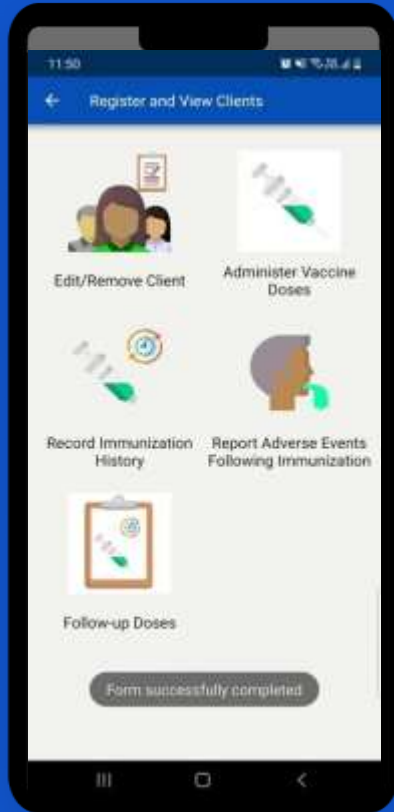 11:50
Register and View Clients
Edit/Remove Client
Administer Vaccine
Doses
Record Immunization
History
Report Adverse Events
Following Immunization
Follow-up Doses
Form successfully completed